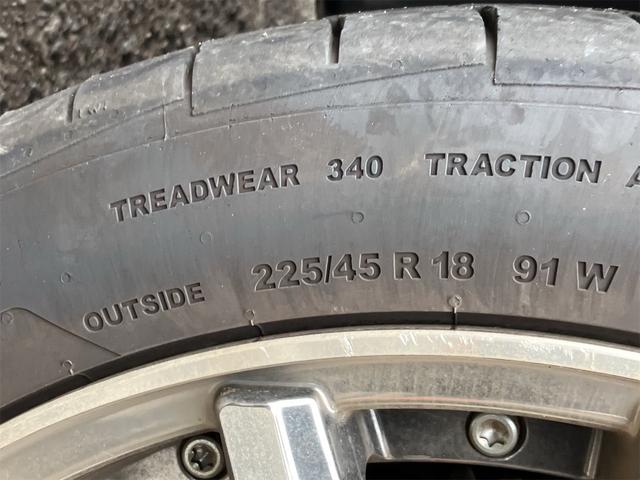 TREADWEAR 340 TRACTION A
OUTSIDE 225/45 R 18 91 W